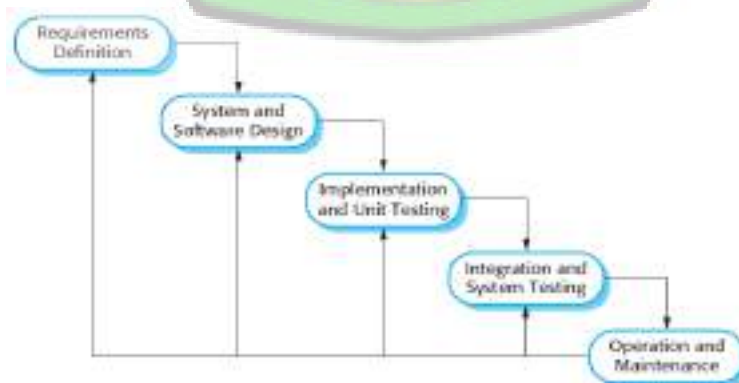 Requirements
Definition
System and
Software Design
Implementation
and Unit Testing
Integration and
System Testing
Operation and
Maintenance